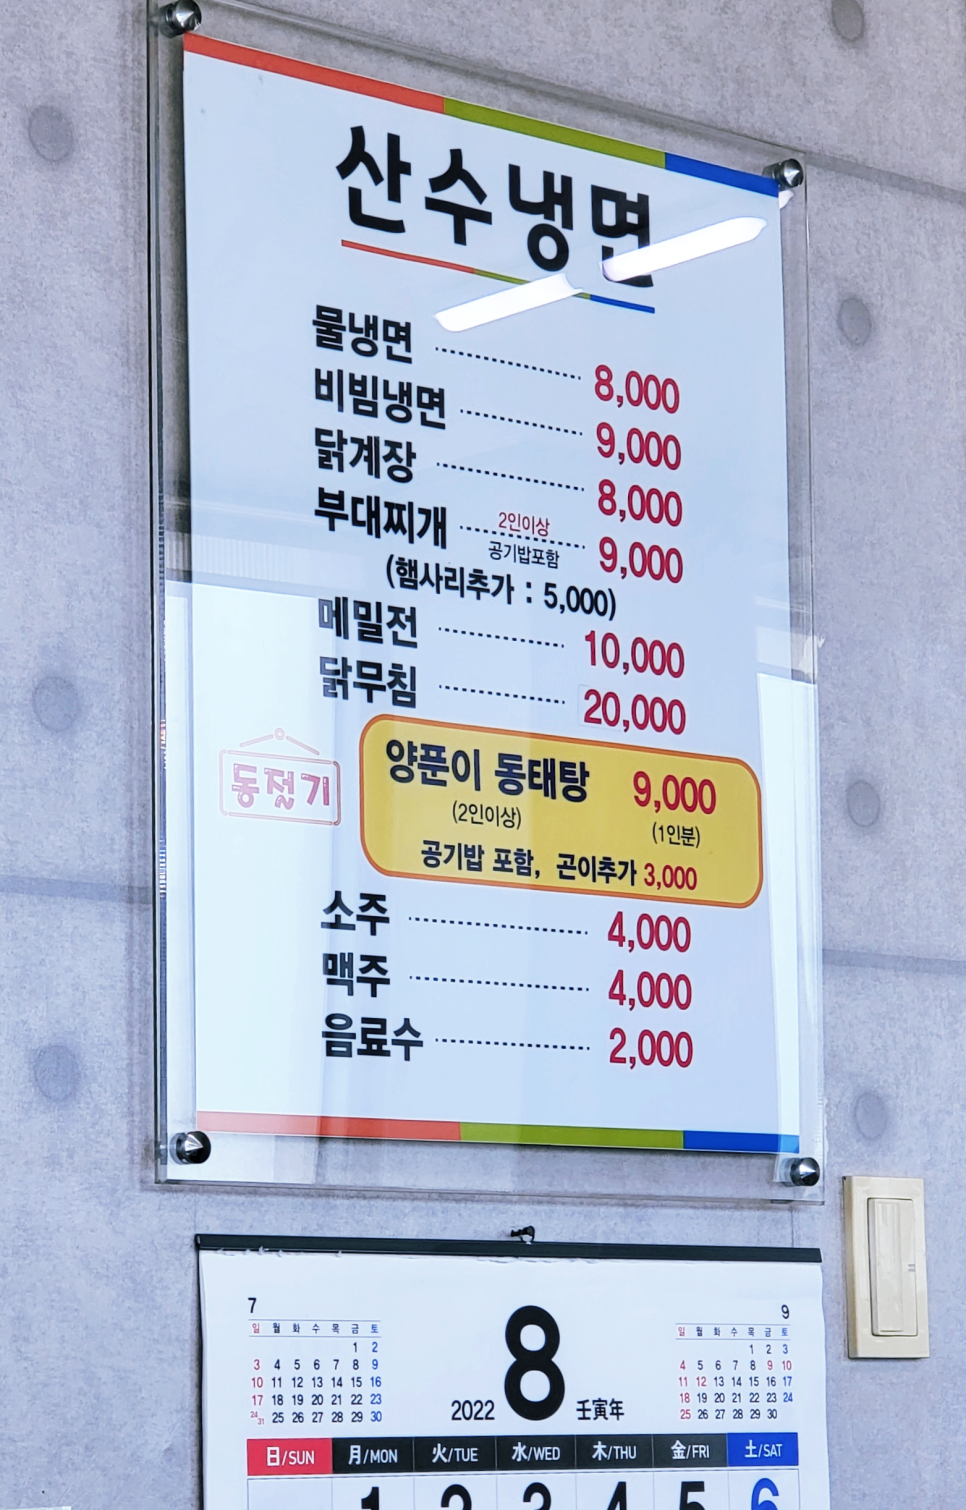 산수냉면
물냉면 8,000
비빔냉면 9,000
닭계장 8,000
부대찌개 2인이상 공기밥포함 9,000
(햄사리추가 : 5,000)
메밀전 10,000
닭무침 20,000
동절기
양푼이 동태탕 9,000
(2인이상) (1인분)
공기밥 포함, 곤이추가 3,000
소주 4,000
맥주 4,000
음료수 2,000
7
일 월 화 수 목 금 토
1 2
3 4 5 6 7 8 9
10 11 12 13 14 15 16
17 18 19 20 21 22 23
24/31 25 26 27 28 29 30
2022 8 壬寅年
9
일 월 화 수 목 금 토
1 2 3
4 5 6 7 8 9 10
11 12 13 14 15 16 17
18 19 20 21 22 23 24
25 26 27 28 29 30
日/SUN 月/MON 火/TUE 水/WED 木/THU 金/FRI 土/SAT
1 2 3 4 5 6